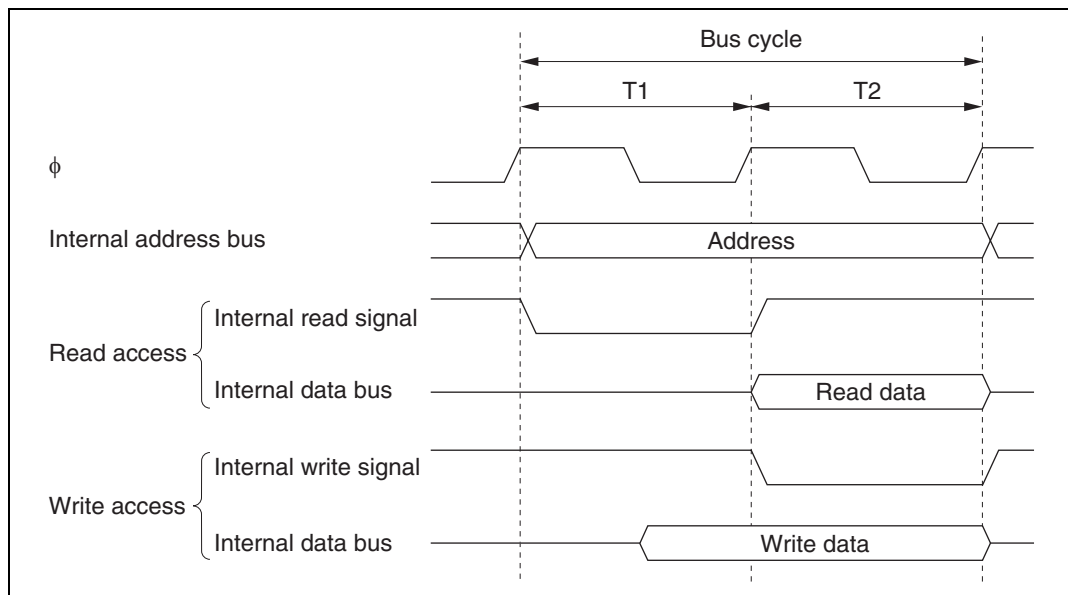 Bus cycle
T1
T2
φ
Internal address bus
Address
Read access
Internal read signal
Internal data bus
Read data
Write access
Internal write signal
Internal data bus
Write data